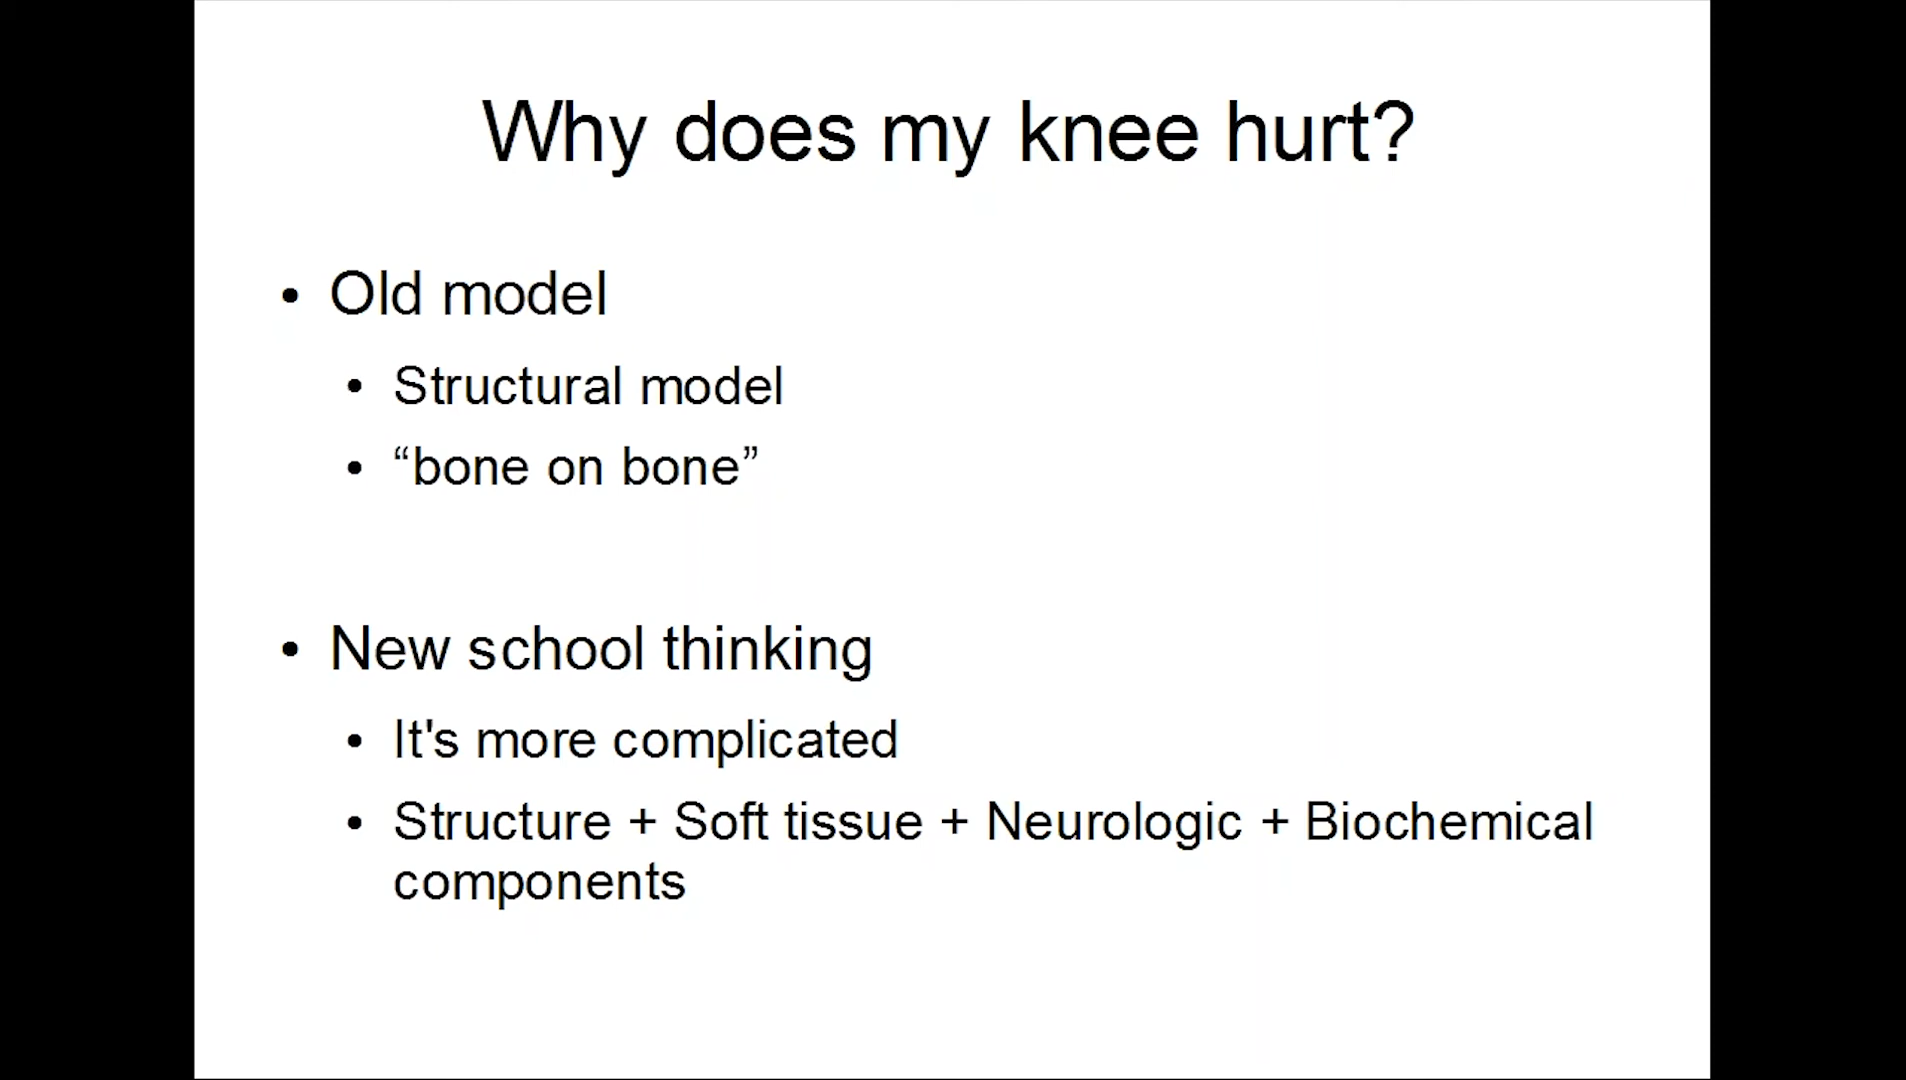 Why does my knee hurt?
• Old model
• Structural model
• “bone on bone”
• New school thinking
• It's more complicated
• Structure + Soft tissue + Neurologic + Biochemical
components